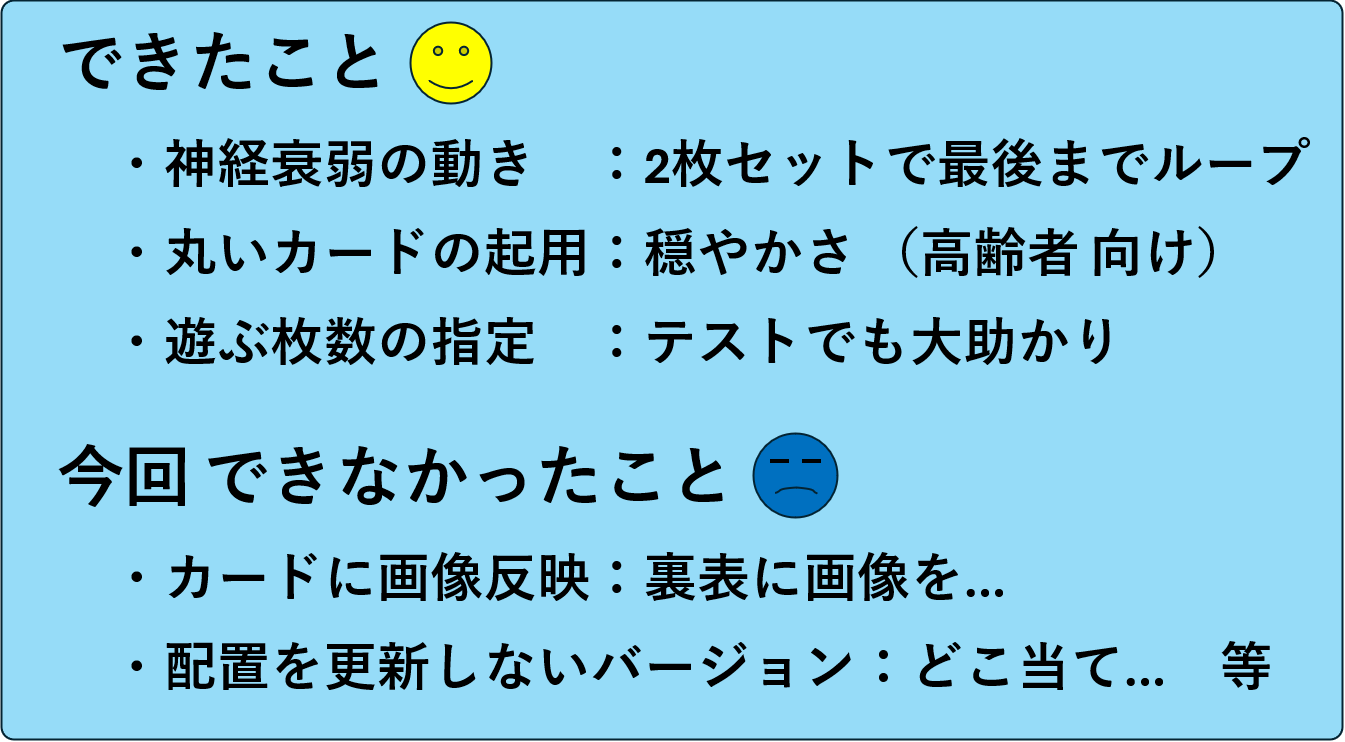 できたこと
・神経衰弱の動き　：2枚セットで最後までループ
・丸いカードの起用：穏やかさ （高齢者 向け）
・遊ぶ枚数の指定　：テストでも大助かり
今回 できなかったこと
・カードに画像反映：裏表に画像を…
・配置を更新しないバージョン：どこ当て…　等